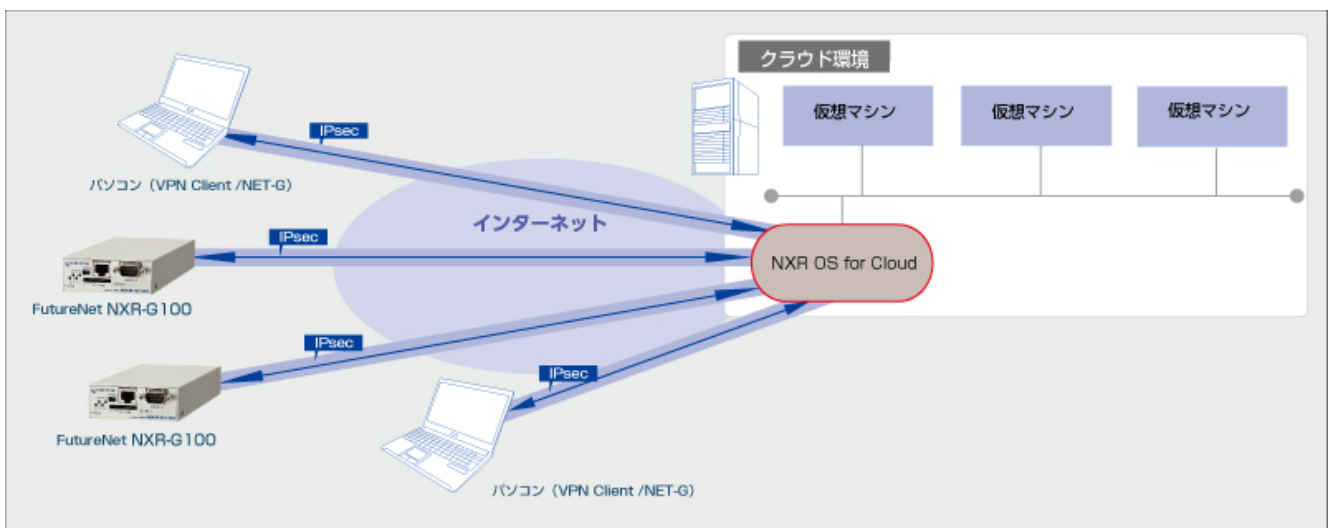 クラウド環境
仮想マシン
仮想マシン
仮想マシン
IPsec
パソコン（VPN Client /NET-G）
インターネット
IPsec
NXR OS for Cloud
FutureNet NXR-G100
IPsec
IPsec
FutureNet NXR-G100
パソコン（VPN Client /NET-G）